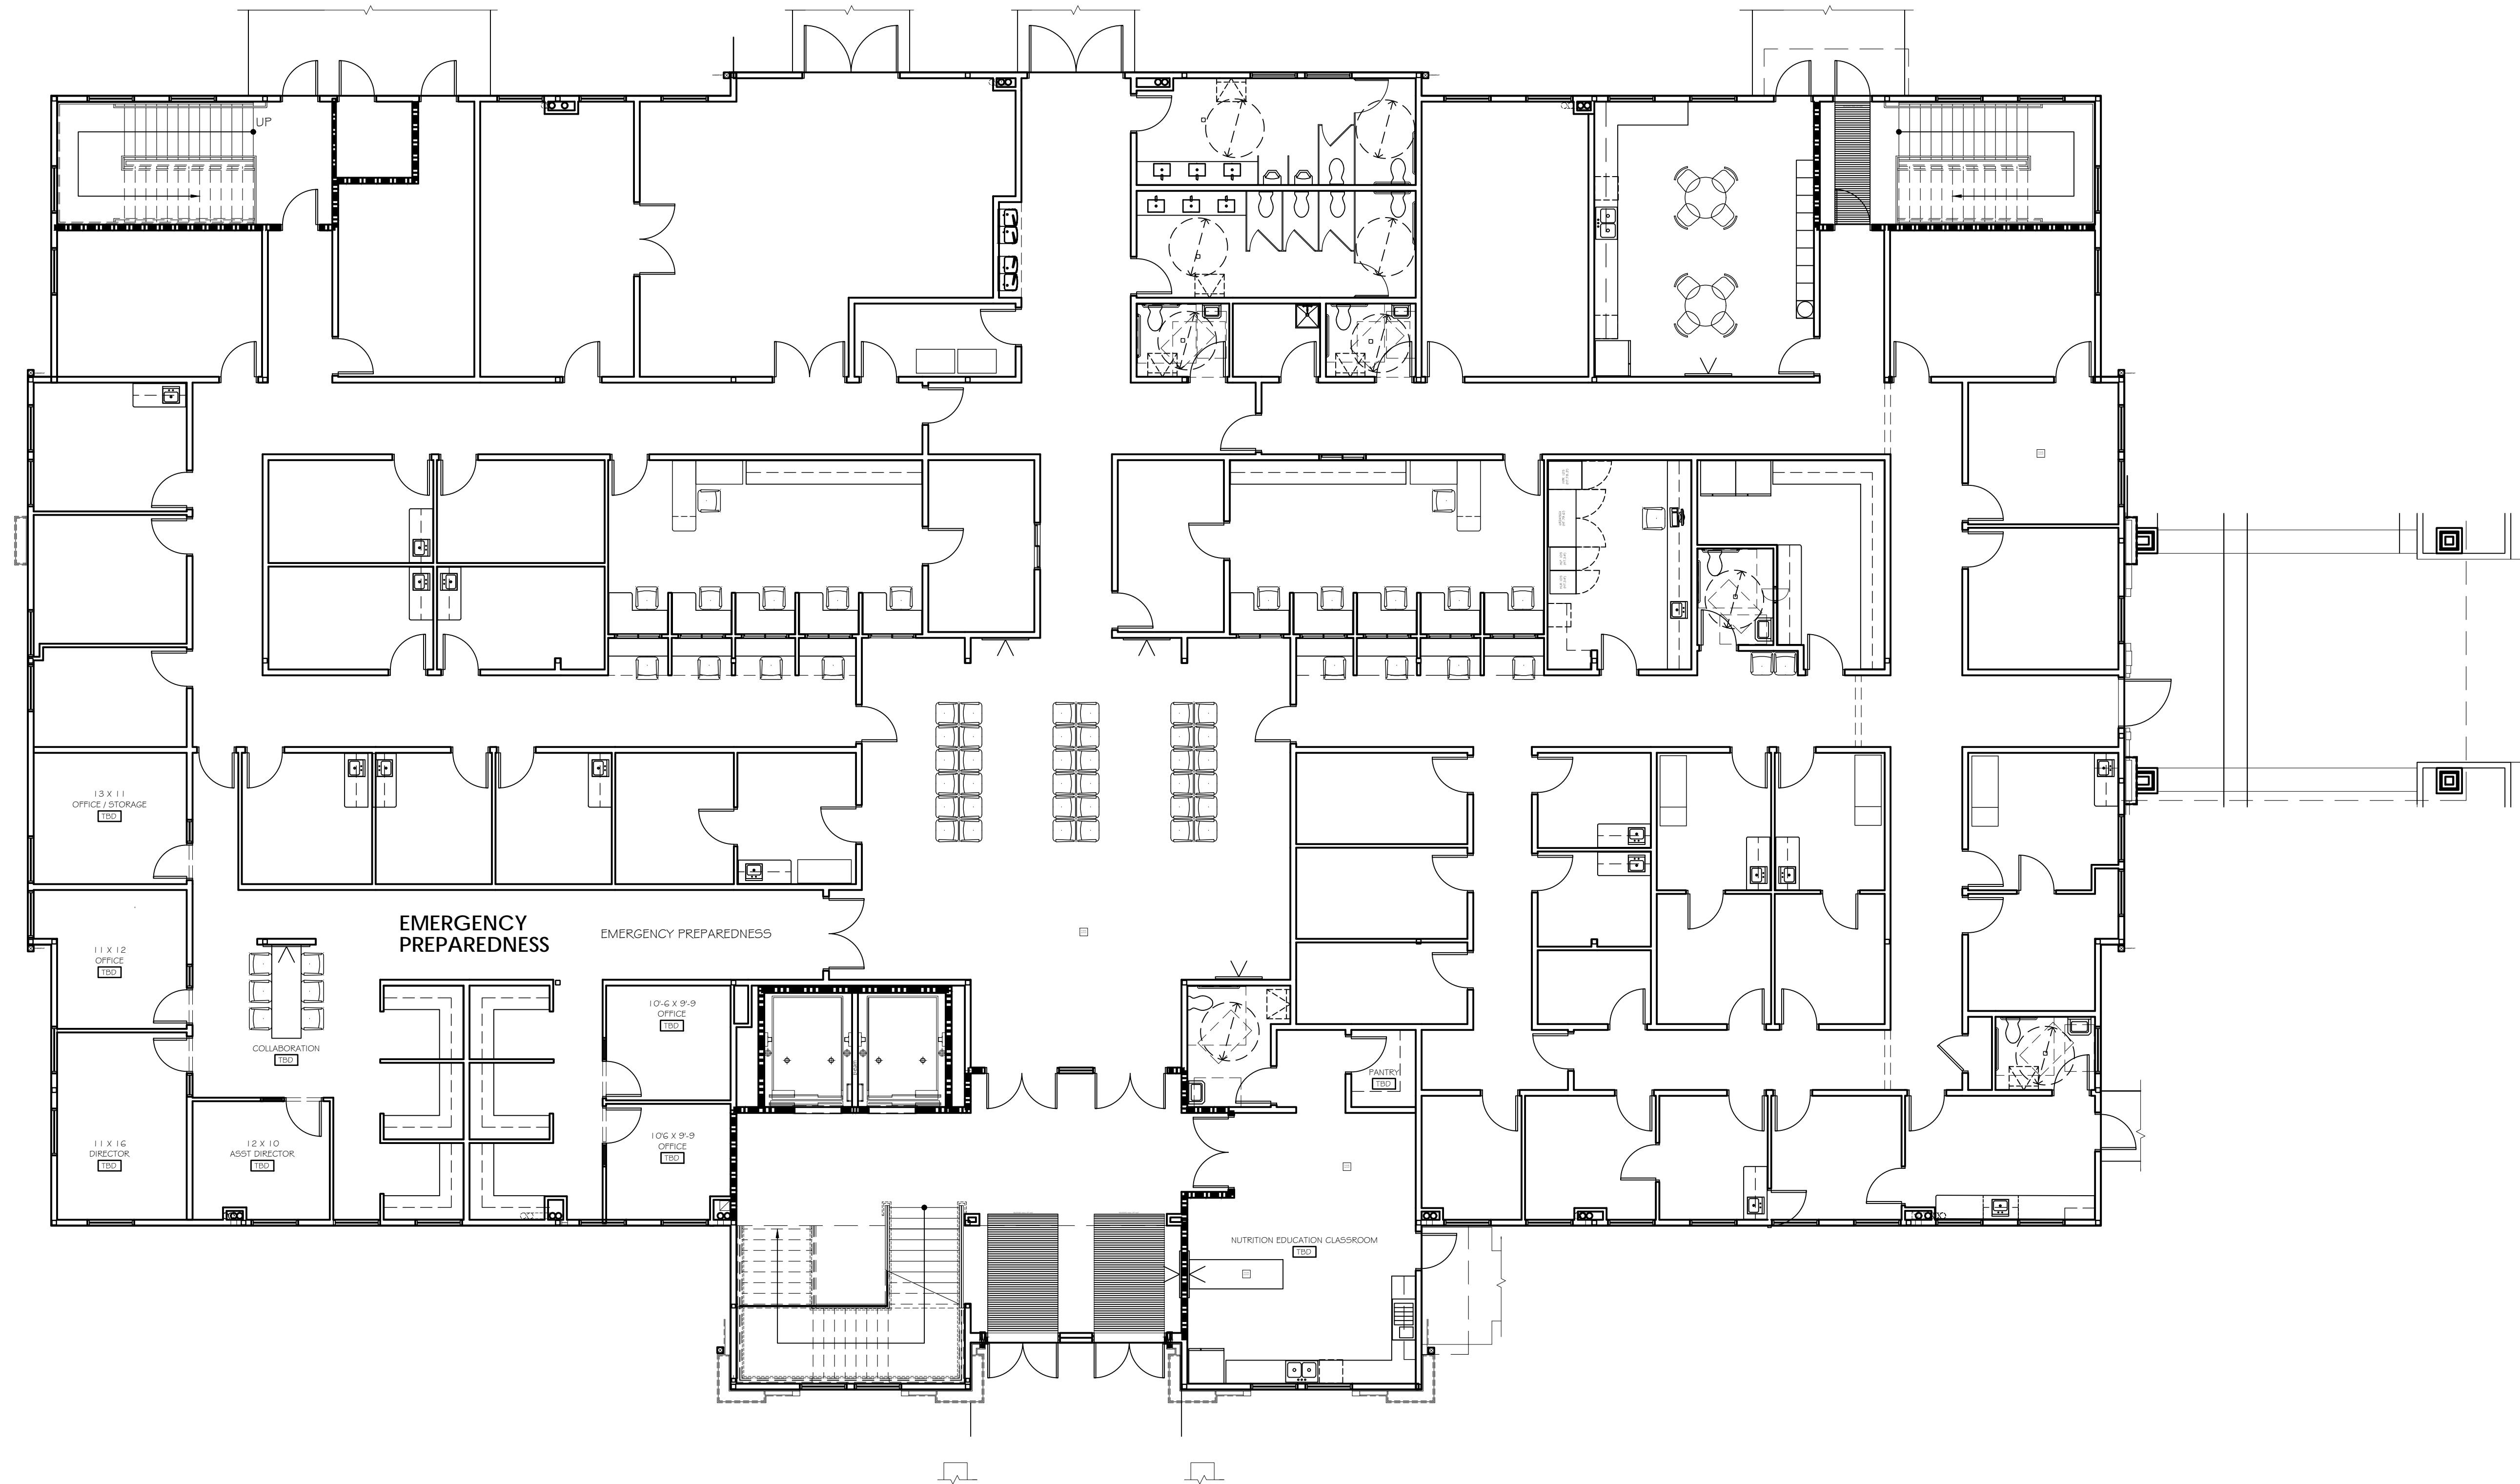 UP
13 X 11
OFFICE / STORAGE
TBD
EMERGENCY
PREPAREDNESS
EMERGENCY PREPAREDNESS
11 X 12
OFFICE
TBD
10'-6 X 9'-9
OFFICE
TBD
COLLABORATION
TBD
PANTRY
TBD
11 X 16
DIRECTOR
TBD
12 X 10
ASST DIRECTOR
TBD
10'6 X 9'-9
OFFICE
TBD
NUTRITION EDUCATION CLASSROOM
TBD